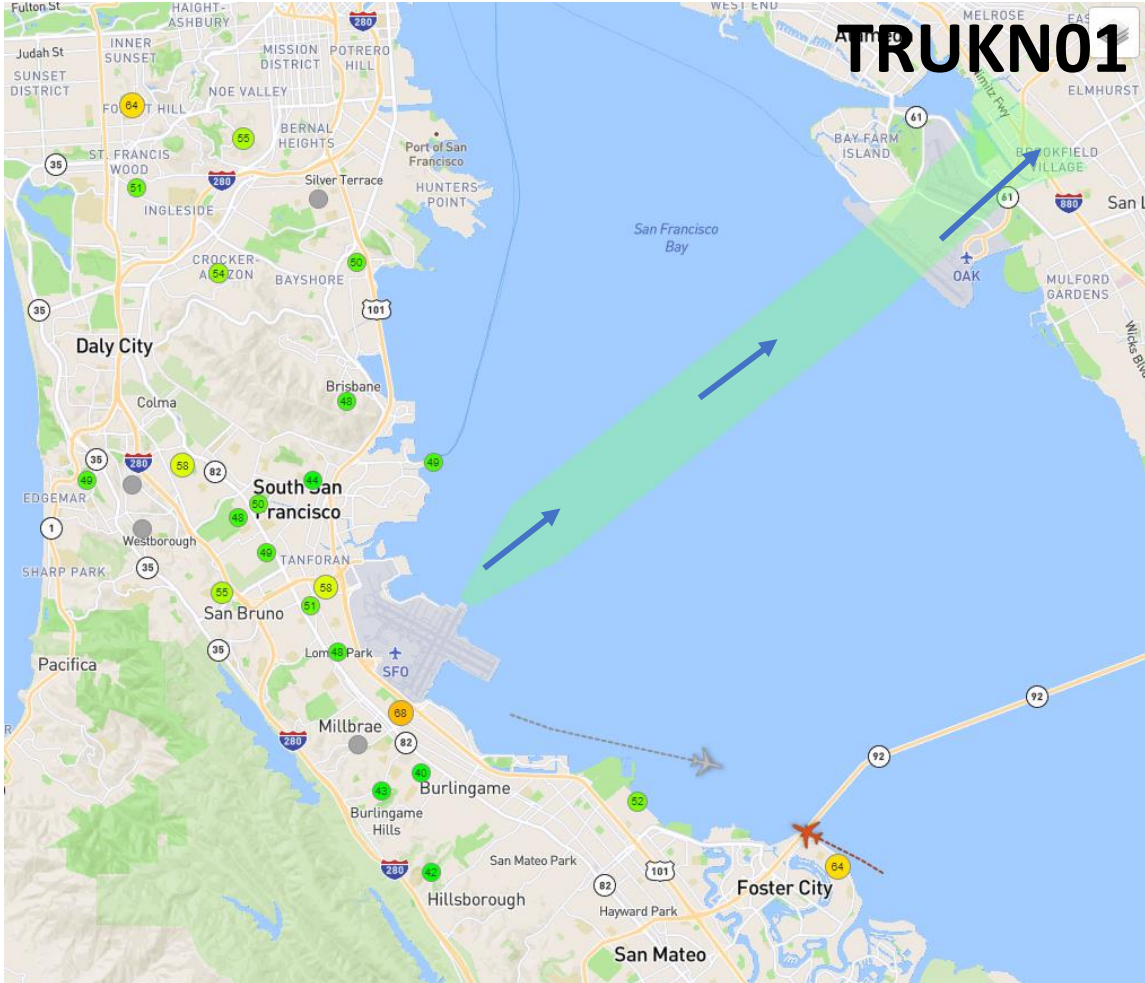 Fulton St
HAIGHT-
ASHBURY
280
WEST END
MELROSE
TRUKN01
Judah St
INNER
SUNSET
MISSION
DISTRICT
POTRERO
HILL
SUNSET
DISTRICT
NOE VALLEY
Nimitz Fwy
ELMHURST
64
55
BERNAL
HEIGHTS
61
BAY FARM
ISLAND
Port of San
Francisco
35
ST. FRANCIS
WOOD
280
51
Silver Terrace
HUNTERS
POINT
BROOKFIELD
VILLAGE
61
880
San L
INGLESIDE
San Francisco
Bay
CROCKER-
54
BAYSHORE
50
OAK
MULFORD
GARDENS
35
101
Daly City
Wicks Blvd
Brisbane
48
Colma
35
280
58
82
49
49
EDGEMAR
44
South San
Francisco
50
48
1
Westborough
49
TANFORAN
SHARP PARK
35
58
55
51
San Bruno
35
48
Pacifica
SFO
68
Millbrae
280
82
92
92
40
Burlingame
43
Burlingame
Hills
52
280
42
San Mateo Park
101
64
Hillsborough
82
Foster City
Hayward Park
San Mateo